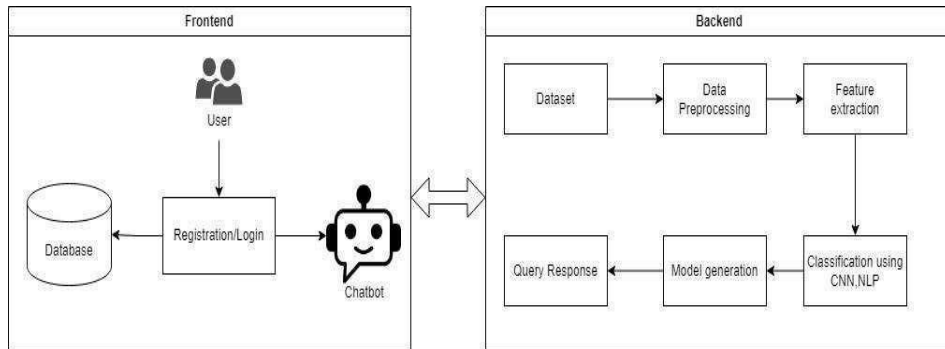 Frontend
User
Database
Registration/Login
Chatbot
Backend
Dataset
Data
Preprocessing
Feature
extraction
Query Response
Model generation
Classification using
CNN,NLP